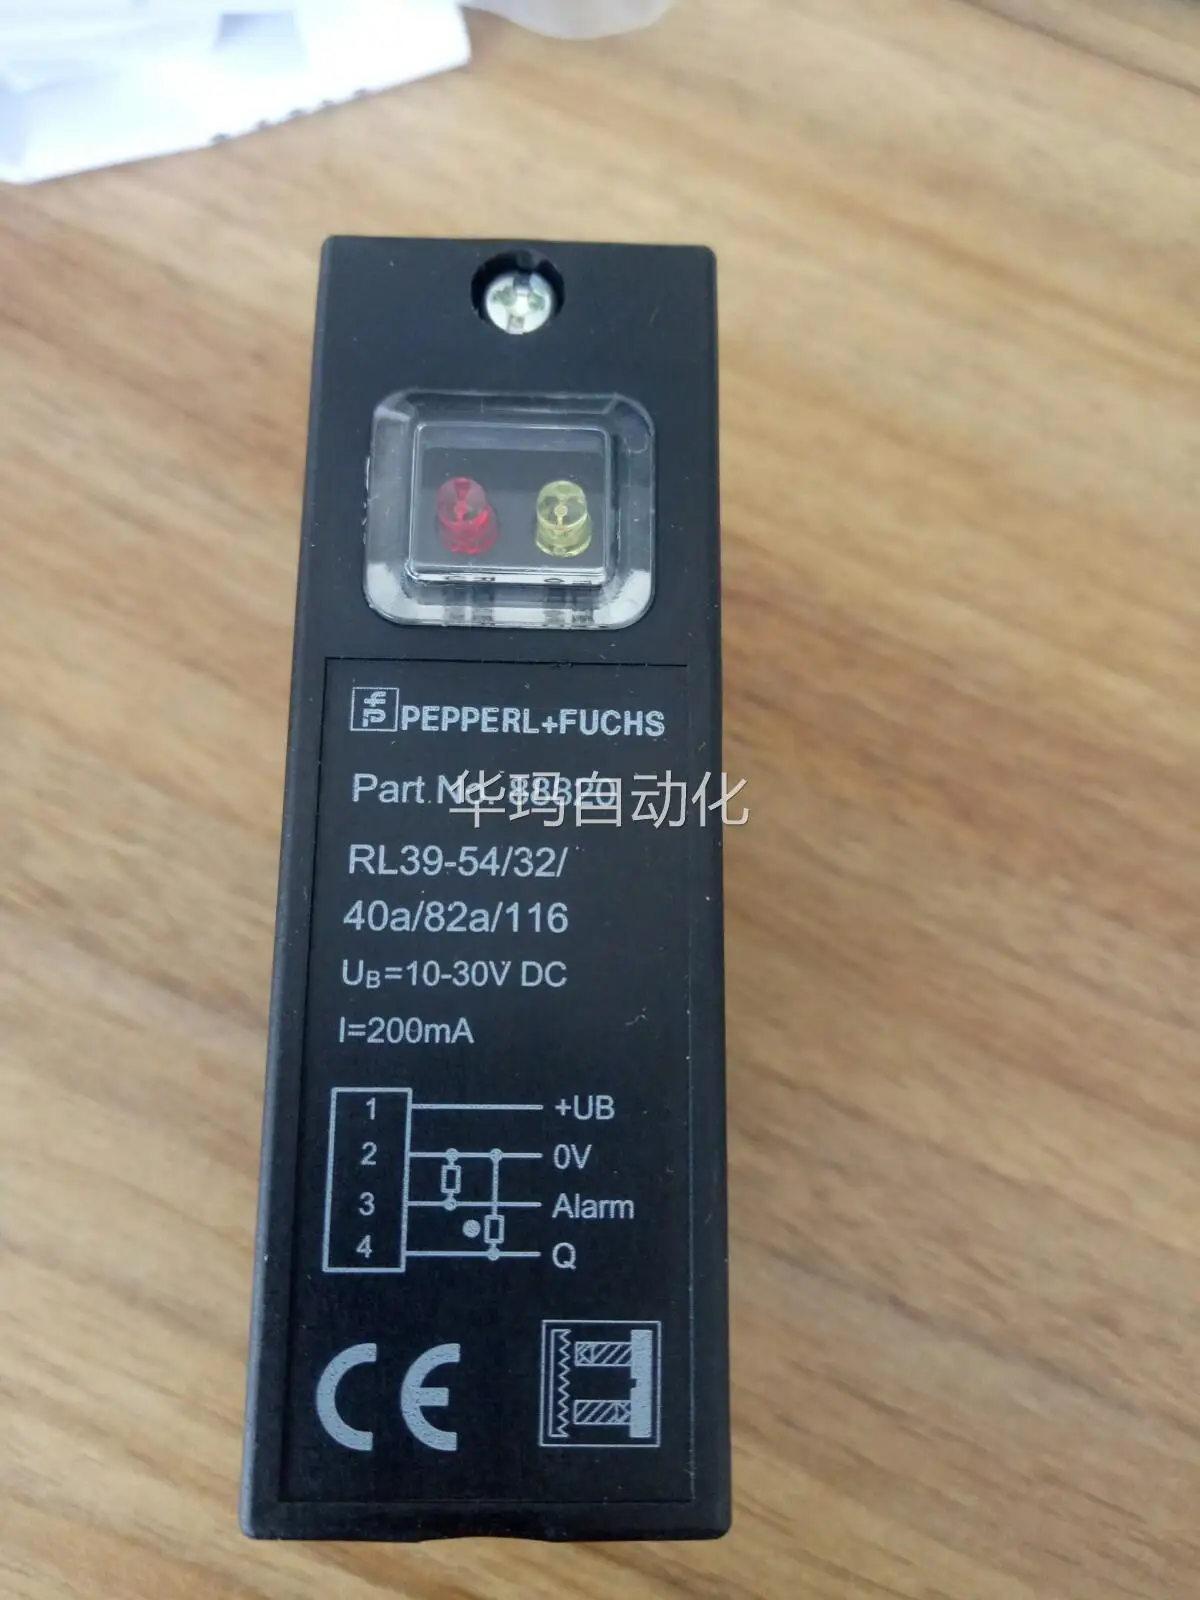 PEPPERL+FUCHS
Part No.: 88820
华玛自动化
RL39-54/32/
40a/82a/116
UB=10-30V DC
I=200mA
1 +UB
2 0V
3 Alarm
4 Q
CE